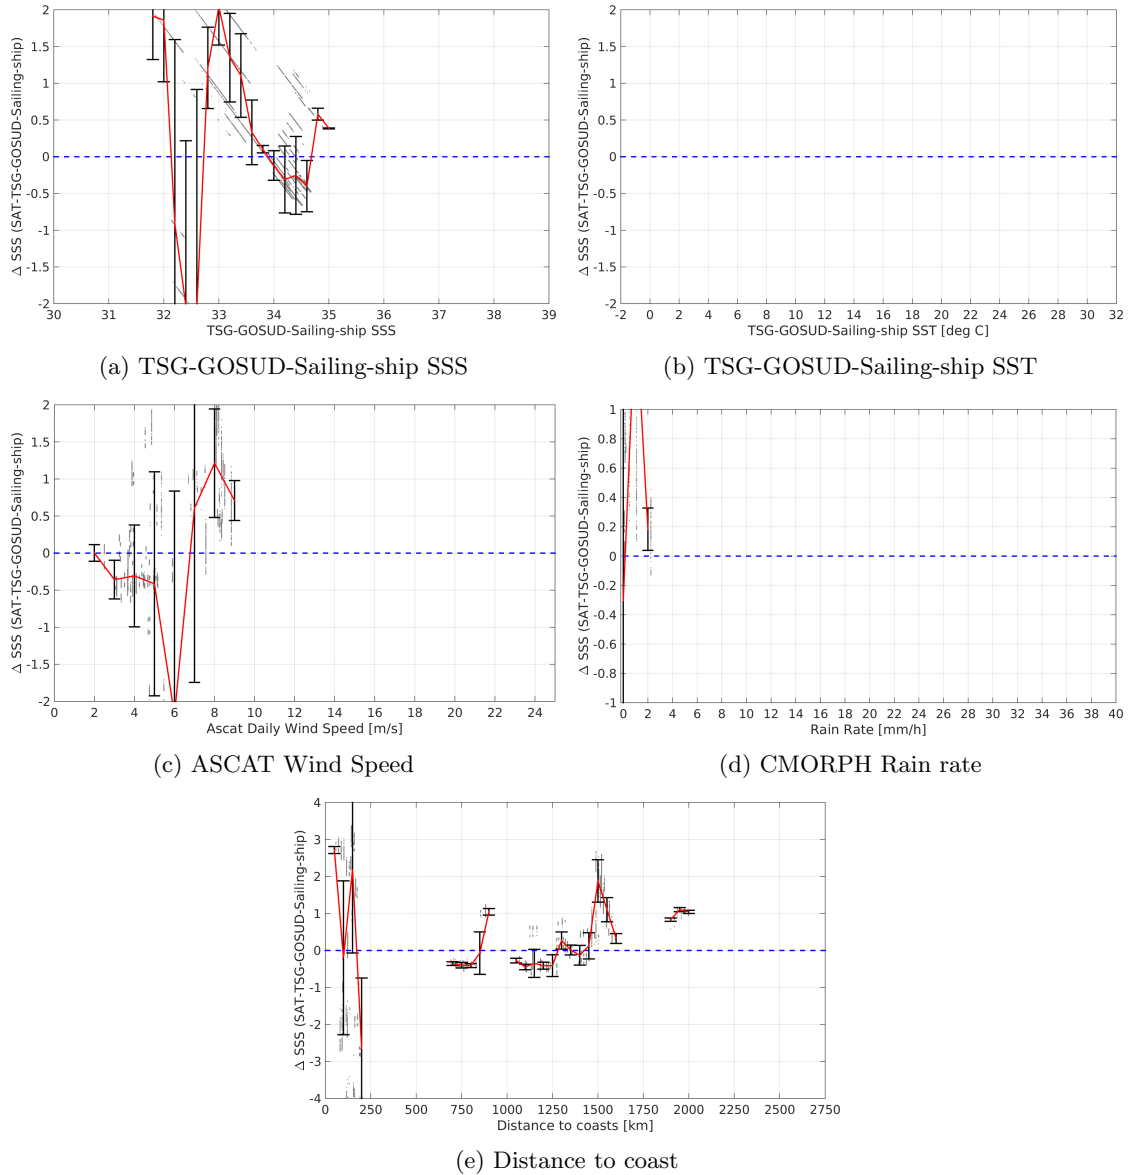 2
1.5
1
0.5
0
-0.5
-1
-1.5
-2
Δ SSS (SAT-TSG-GOSUD-Sailing-ship)
30 31 32 33 34 35 36 37 38 39
TSG-GOSUD-Sailing-ship SSS
(a) TSG-GOSUD-Sailing-ship SSS
2
1.5
1
0.5
0
-0.5
-1
-1.5
-2
Δ SSS (SAT-TSG-GOSUD-Sailing-ship)
-2 0 2 4 6 8 10 12 14 16 18 20 22 24 26 28 30 32
TSG-GOSUD-Sailing-ship SST [deg C]
(b) TSG-GOSUD-Sailing-ship SST
2
1.5
1
0.5
0
-0.5
-1
-1.5
-2
Δ SSS (SAT-TSG-GOSUD-Sailing-ship)
0 2 4 6 8 10 12 14 16 18 20 22 24
Ascat Daily Wind Speed [m/s]
(c) ASCAT Wind Speed
1
0.8
0.6
0.4
0.2
0
-0.2
-0.4
-0.6
-0.8
-1
Δ SSS (SAT-TSG-GOSUD-Sailing-ship)
0 2 4 6 8 10 12 14 16 18 20 22 24 26 28 30 32 34 36 38 40
Rain Rate [mm/h]
(d) CMORPH Rain rate
4
3
2
1
0
-1
-2
-3
-4
Δ SSS (SAT-TSG-GOSUD-Sailing-ship)
0 250 500 750 1000 1250 1500 1750 2000 2250 2500 2750
Distance to coasts [km]
(e) Distance to coast